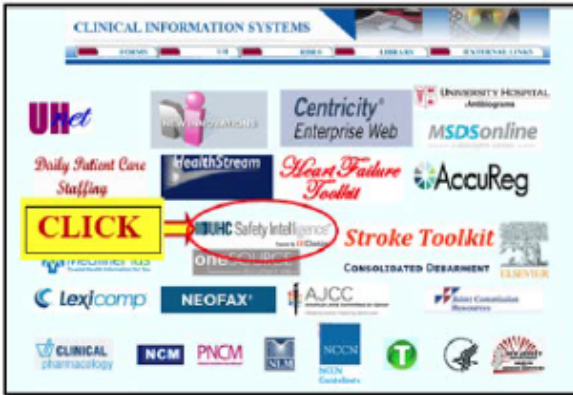 CLINICAL INFORMATION SYSTEMS
FORMS
LIBRARY
EXTERNAL LINKS
UHnet
NEW INNOVATIONS
Centricity®
Enterprise Web
UNIVERSITY HOSPITAL
Antibiograms
MSDSonline
Daily Patient Care
Staffing
HealthStream
Heart Failure
Toolkit
AccuReg
CLICK
UHC Safety Intelligence
Stroke Toolkit
ONESOURCE
CONSOLIDATED DEBARMENT
ELSEVIER
Lexicomp
NEOFAX®
AJCC
Joint Commission
Resources
CLINICAL
pharmacology
NCM
PNCM
NLM
NCCN
NCCN
Guidelines
T